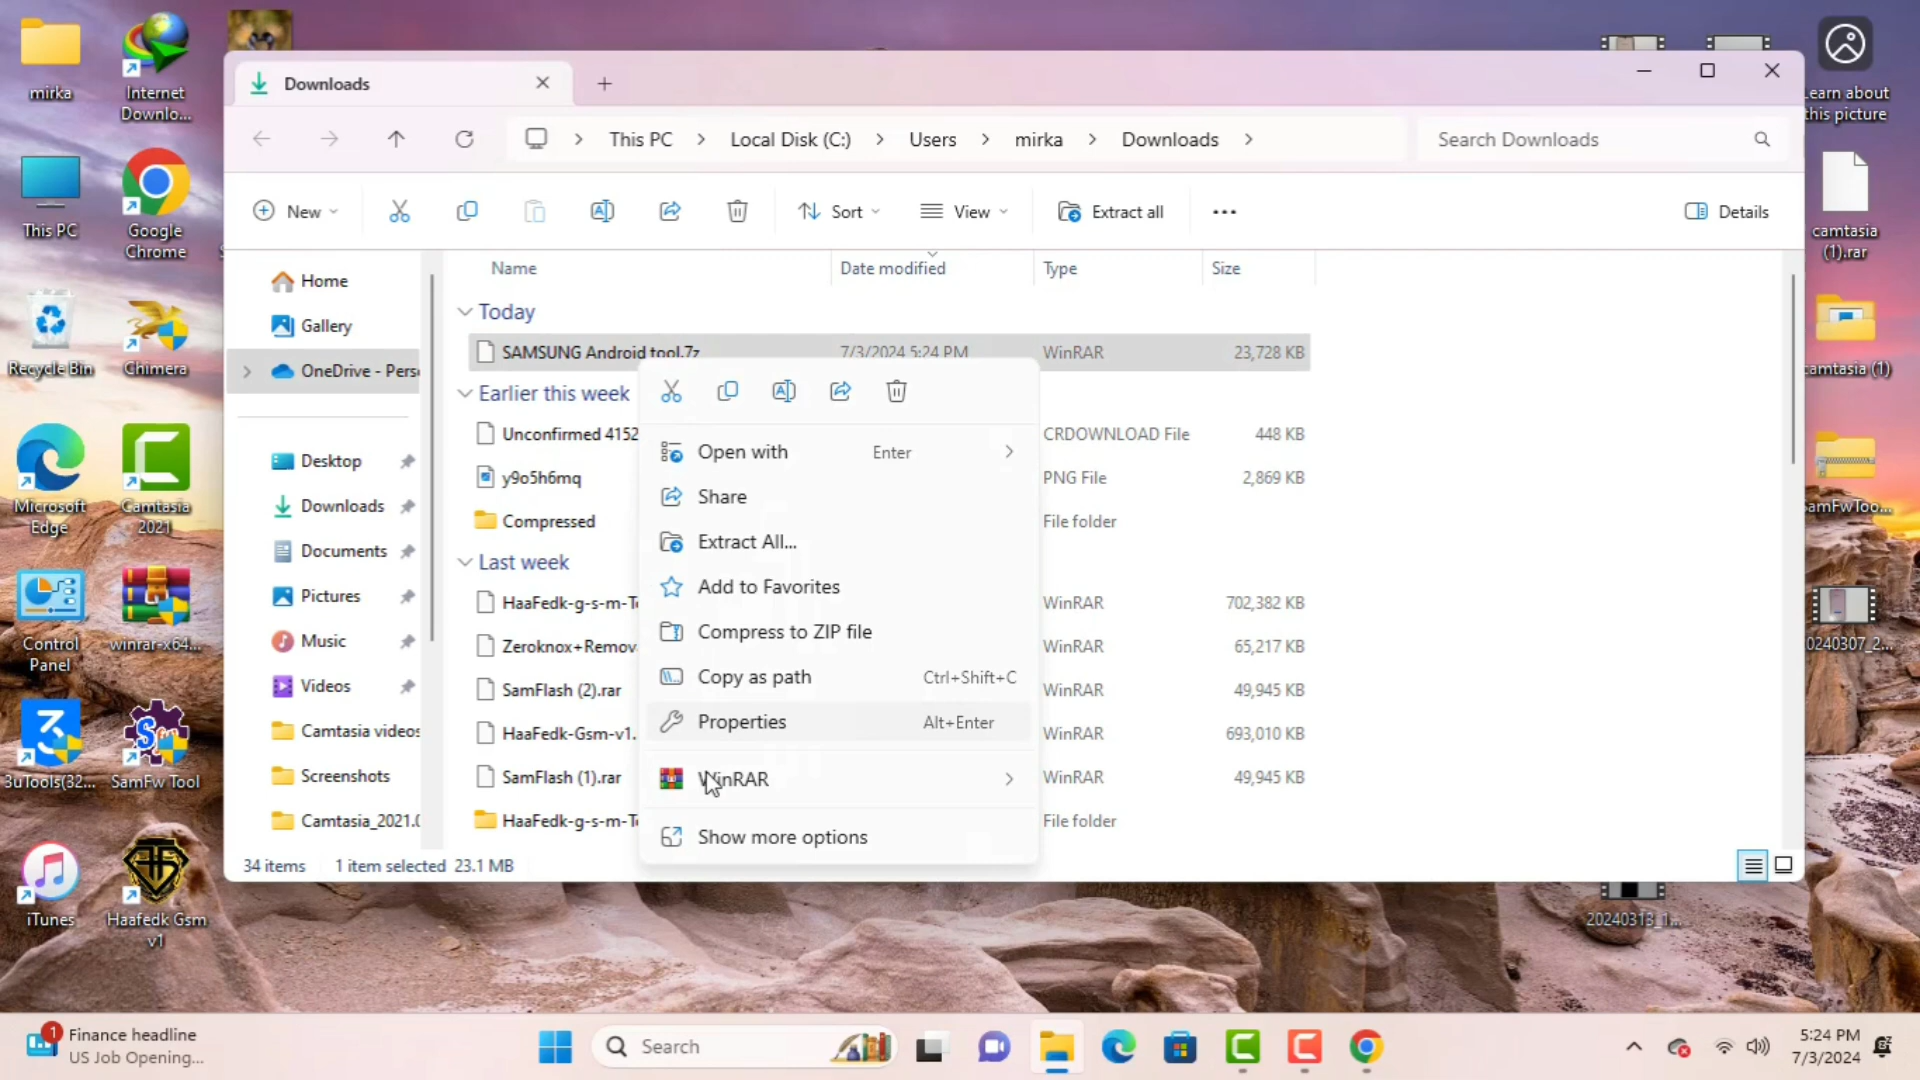 mirka
Internet
Downlo...
This PC
Google
Chrome
Recycle Bin
Chimera
Microsoft
Edge
Camtasia
2021
Control
Panel
winrar-x64...
3uTools(32...
SamFw Tool
iTunes
Haafedk Gsm
v1
Downloads
This PC > Local Disk (C:) > Users > mirka > Downloads >
Search Downloads
New
Sort
View
Extract all
...
Details
Home
Gallery
OneDrive - Perso
Desktop
Downloads
Documents
Pictures
Music
Videos
Camtasia videos
Screenshots
Camtasia_2021.0
Name Date modified Type Size
Today
SAMSUNG Android tool.7z 7/3/2024 5:24 PM WinRAR 23,728 KB
Earlier this week
Unconfirmed 4152 CRDOWNLOAD File 448 KB
y9o5h6mq PNG File 2,869 KB
Compressed File folder
Last week
HaaFedk-g-s-m-To WinRAR 702,382 KB
Zeroknox+Remov WinRAR 65,217 KB
SamFlash (2).rar WinRAR 49,945 KB
HaaFedk-Gsm-v1. WinRAR 693,010 KB
SamFlash (1).rar WinRAR 49,945 KB
HaaFedk-g-s-m-To File folder
Open with Enter
Share
Extract All...
Add to Favorites
Compress to ZIP file
Copy as path Ctrl+Shift+C
Properties Alt+Enter
WinRAR
Show more options
34 items 1 item selected 23.1 MB
Learn about
this picture
camtasia
(1).rar
camtasia (1)
SamFwToo...
20240307_2...
20240313_1...
1
Finance headline
US Job Opening...
Search
5:24 PM
7/3/2024